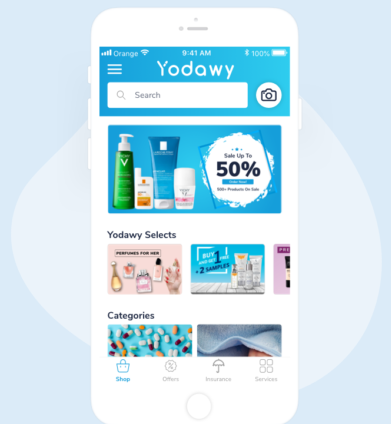 Orange 9:41 AM 100%
Yodawy
Search
Sale Up To
50%
500+ Products On Sale
Yodawy Selects
PERFUMES FOR HER
BUY 1
+ 2 SAMPLES
Categories
Shop Offers Insurance Services